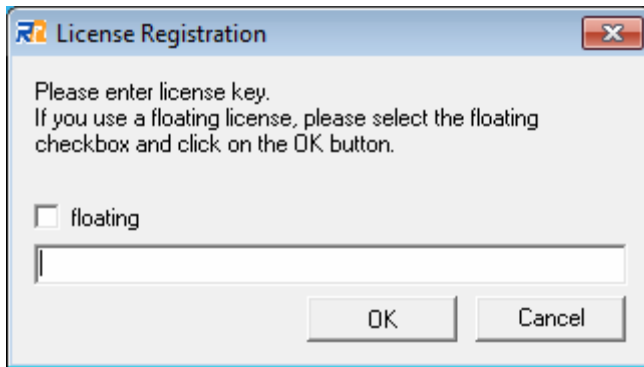 License Registration
Please enter license key.
If you use a floating license, please select the floating
checkbox and click on the OK button.
floating
OK Cancel